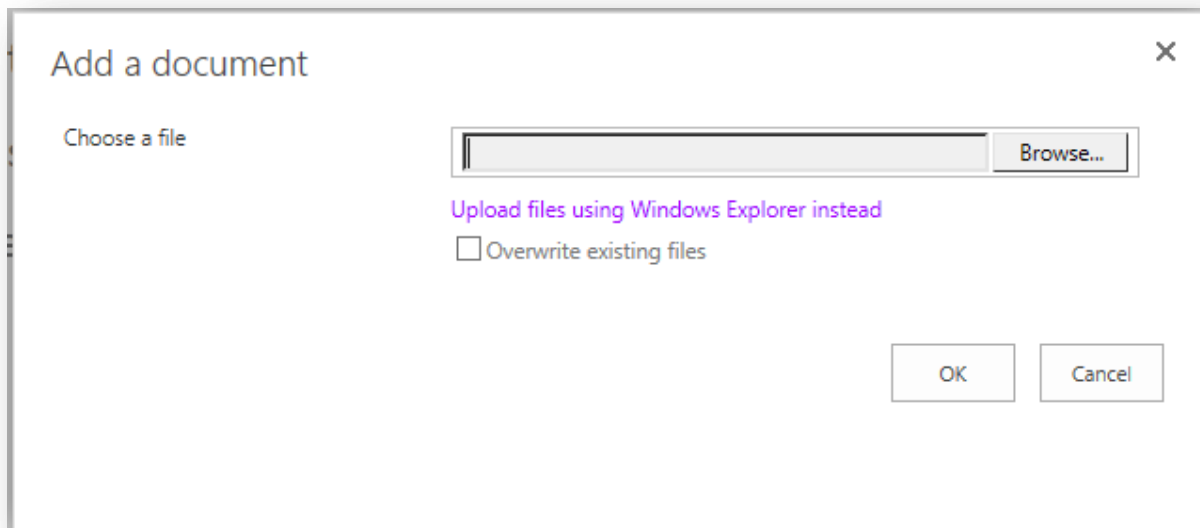 Add a document
Choose a file
Browse...
Upload files using Windows Explorer instead
Overwrite existing files
OK
Cancel